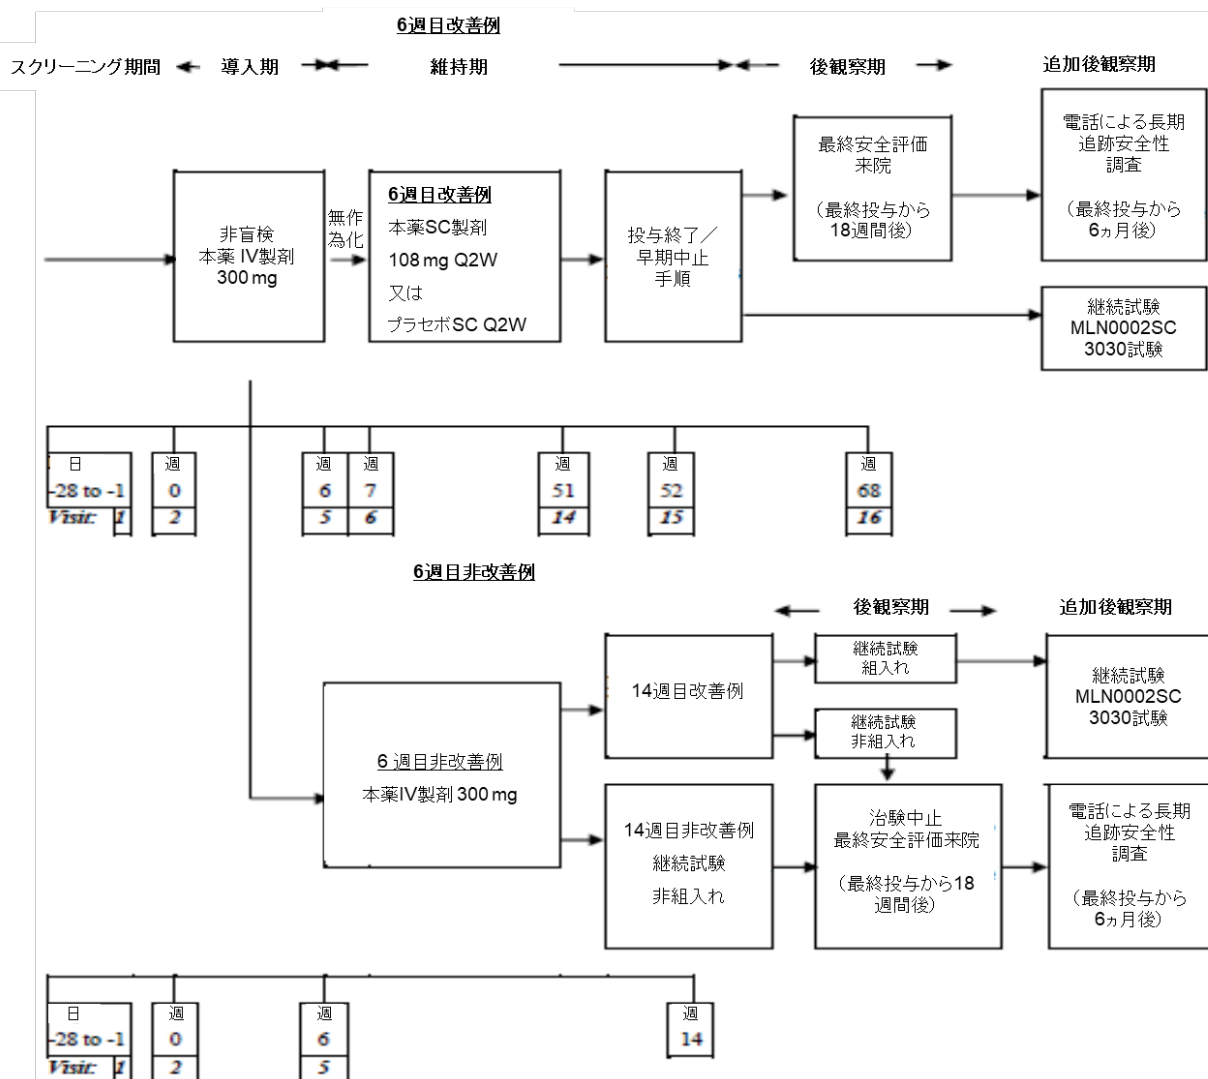 6週目改善例
スクリーニング期間
導入期
維持期
後観察期
追加後観察期
非盲検
本薬 IV製剤
300 mg
無作
為化
6週目改善例
本薬SC製剤
108 mg Q2W
又は
プラセボSC Q2W
投与終了／
早期中止
手順
最終安全評価
来院
（最終投与から
18週間後）
電話による長期
追跡安全性
調査
（最終投与から
6ヵ月後）
継続試験
MLN0002SC
3030試験
日
-28 to -1
Visit: 1
週
0
2
週
6
5
週
7
6
週
51
14
週
52
15
週
68
16
6週目非改善例
後観察期
追加後観察期
6 週目非改善例
本薬IV製剤 300 mg
14週目改善例
継続試験
組入れ
継続試験
非組入れ
継続試験
MLN0002SC
3030試験
14週目非改善例
継続試験
非組入れ
治験中止
最終安全評価来院
（最終投与から18
週間後）
電話による長期
追跡安全性
調査
（最終投与から
6ヵ月後）
日
-28 to -1
Visit: 1
週
0
2
週
6
5
週
14